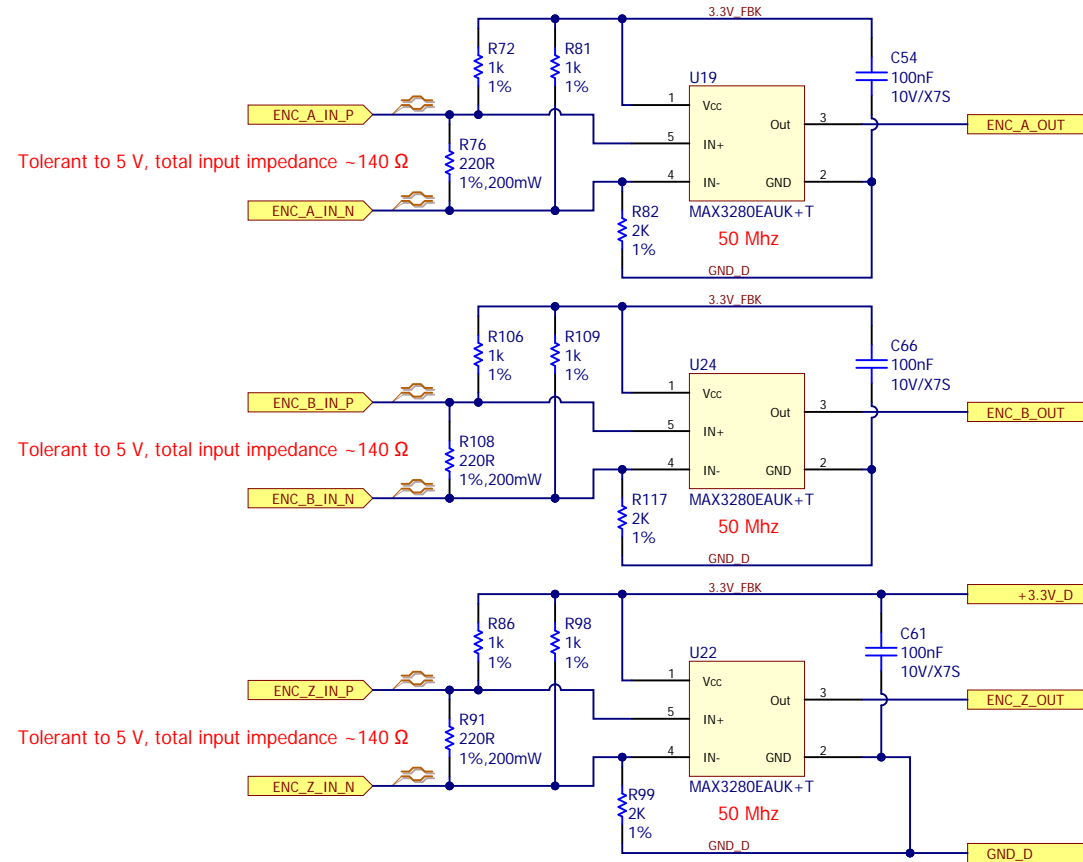 3.3V_FBK
R72
1k
1%
R81
1k
1%
C54
100nF
10V/X7S
U19
1
Vcc
Out
3
ENC_A_OUT
ENC_A_IN_P
5
IN+
R76
220R
1%,200mW
Tolerant to 5 V, total input impedance ~140 Ω
4
IN-
GND
2
ENC_A_IN_N
R82
2K
1%
MAX3280EAUK+T
50 Mhz
GND_D
3.3V_FBK
R106
1k
1%
R109
1k
1%
C66
100nF
10V/X7S
U24
1
Vcc
Out
3
ENC_B_OUT
ENC_B_IN_P
5
IN+
R108
220R
1%,200mW
Tolerant to 5 V, total input impedance ~140 Ω
4
IN-
GND
2
ENC_B_IN_N
R117
2K
1%
MAX3280EAUK+T
50 Mhz
GND_D
3.3V_FBK
+3.3V_D
R86
1k
1%
R98
1k
1%
C61
100nF
10V/X7S
U22
1
Vcc
Out
3
ENC_Z_OUT
ENC_Z_IN_P
5
IN+
R91
220R
1%,200mW
Tolerant to 5 V, total input impedance ~140 Ω
4
IN-
GND
2
ENC_Z_IN_N
R99
2K
1%
MAX3280EAUK+T
50 Mhz
GND_D
GND_D